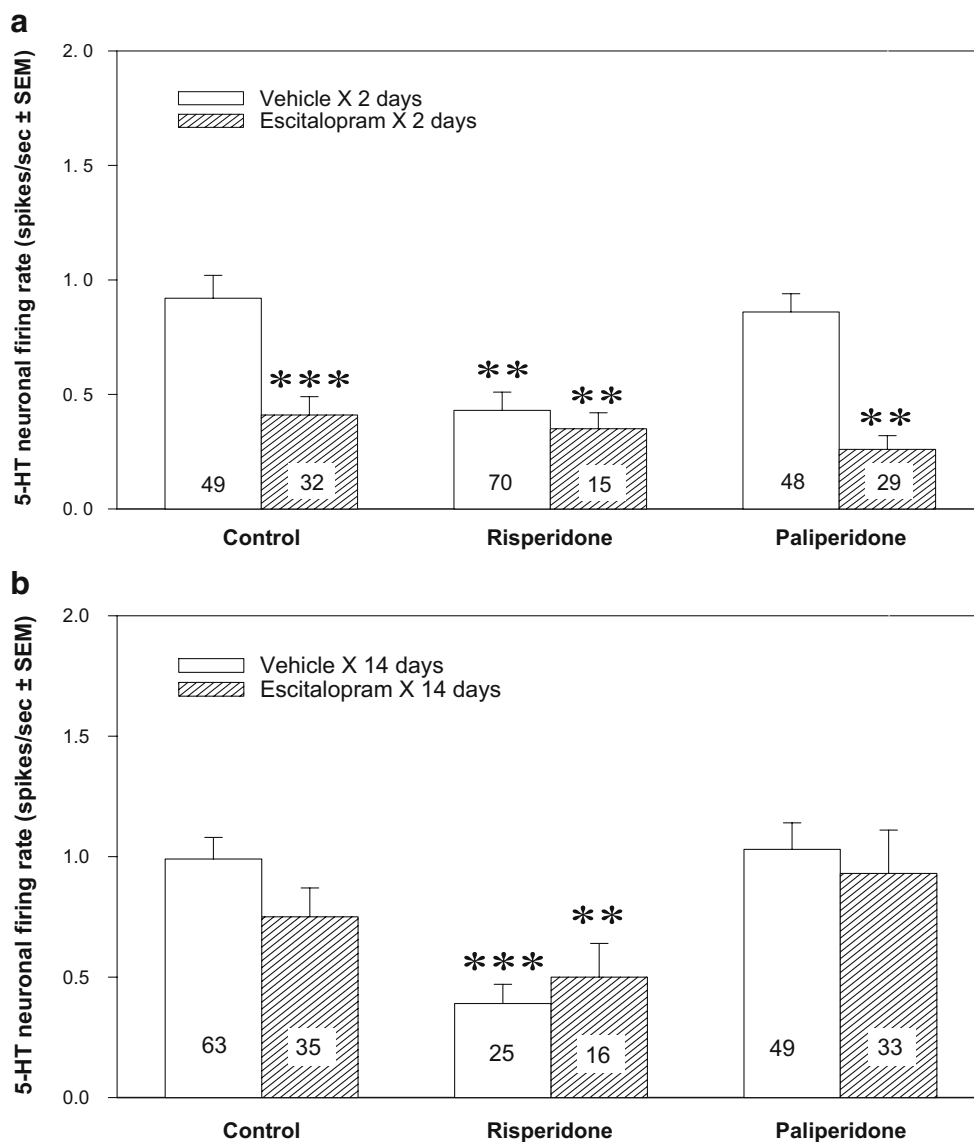 a
5-HT neuronal firing rate (spikes/sec ± SEM)
2.0
1.5
1.0
0.5
0.0
Vehicle X 2 days
Escitalopram X 2 days
***
**
**
**
49
32
70
15
48
29
Control
Risperidone
Paliperidone
b
5-HT neuronal firing rate (spikes/sec ± SEM)
2.0
1.5
1.0
0.5
0.0
Vehicle X 14 days
Escitalopram X 14 days
***
**
63
35
25
16
49
33
Control
Risperidone
Paliperidone